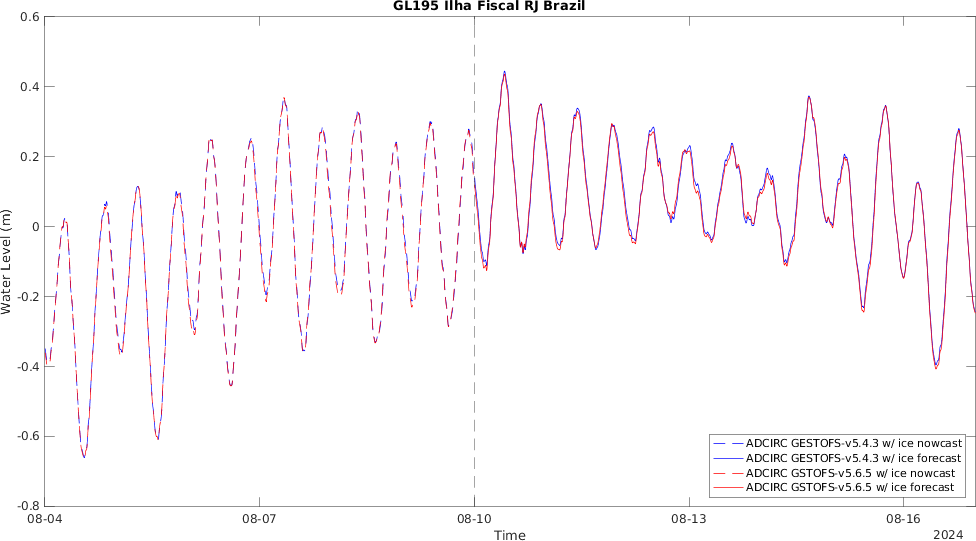 GL195 Ilha Fiscal RJ Brazil
0.6
0.4
0.2
0
-0.2
-0.4
-0.6
-0.8
Water Level (m)
ADCIRC GESTOFS-v5.4.3 w/ ice nowcast
ADCIRC GESTOFS-v5.4.3 w/ ice forecast
ADCIRC GSTOFS-v5.6.5 w/ ice nowcast
ADCIRC GSTOFS-v5.6.5 w/ ice forecast
08-04 08-07 08-10 08-13 08-16
Time
2024